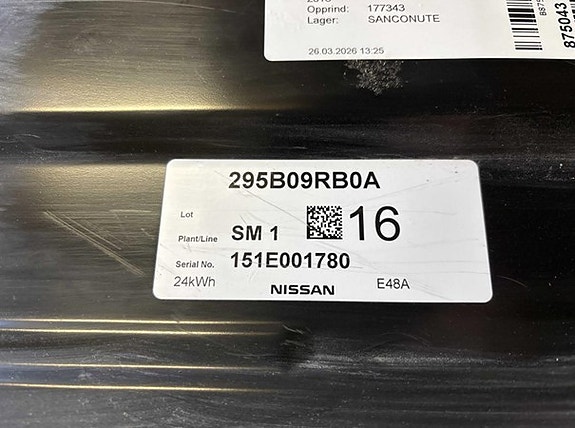 Opprind: 177343
Lager: SANCONUTE
26.03.2026 13:25
875043
295B09RB0A
Lot
Plant/Line SM 1 16
Serial No. 151E001780
24kWh NISSAN E48A